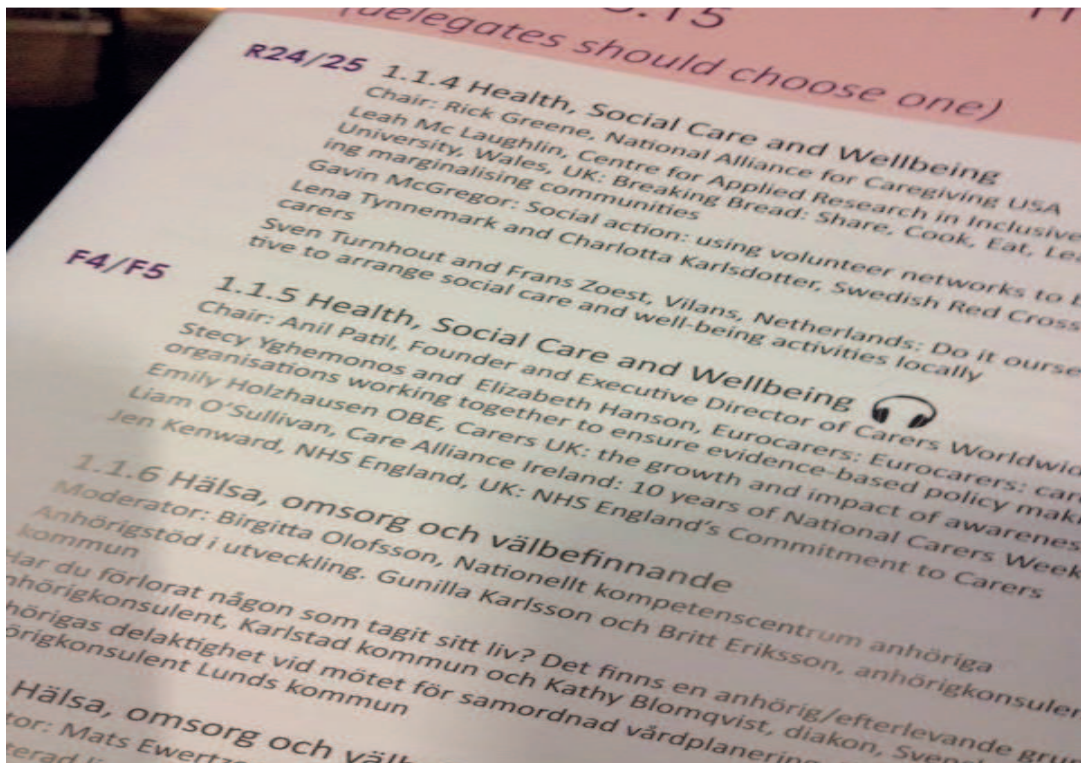 (delegates should choose one)
R24/25 1.1.4 Health, Social Care and Wellbeing
Chair: Rick Greene, National Alliance for Caregiving USA
Leah Mc Laughlin, Centre for Applied Research in Inclusive
University, Wales, UK: Breaking Bread: Share, Cook, Eat,
ing marginalising communities
Gavin McGregor: Social action: using volunteer networks to
Lena Tynnemark and Charlotta Karlsdotter, Swedish Red Cross
carers
Sven Turnhout and Frans Zoest, Vilans, Netherlands: Do it ourse
tive to arrange social care and well-being activities locally
F4/F5 1.1.5 Health, Social Care and Wellbeing
Chair: Anil Patil, Founder and Executive Director of Carers Worldwid
Stecy Yghemonos and Elizabeth Hanson, Eurocarers: Eurocarers: car
organisations working together to ensure evidence-based policy maki
Emily Holzhausen OBE, Carers UK: the growth and impact of awarenes
Liam O'Sullivan, Care Alliance Ireland: 10 years of National Carers Week
Jen Kenward, NHS England, UK: NHS England's Commitment to Carers
1.1.6 Hälsa, omsorg och välbefinnande
Moderator: Birgitta Olofsson, Nationellt kompetenscentrum anhöriga
Anhörigstöd i utveckling. Gunilla Karlsson och Britt Eriksson, anhörigkonsulen
kommun
Har du förlorat någon som tagit sitt liv? Det finns en anhörig/efterlevande gru
nhörigkonsulent, Karlstad kommun och Kathy Blomqvist, diakon, Svens
hörigas delaktighet vid mötet för samordnad vårdplanering
örigkonsulent Lunds kommun
Hälsa, omsorg och väl
tor: Mats Ewertz